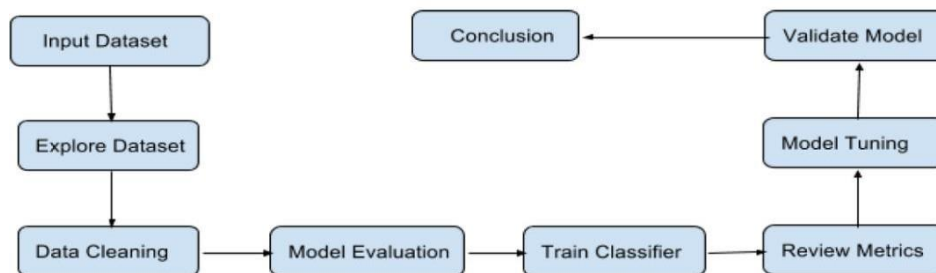 Input Dataset
Explore Dataset
Data Cleaning
Model Evaluation
Train Classifier
Review Metrics
Model Tuning
Validate Model
Conclusion